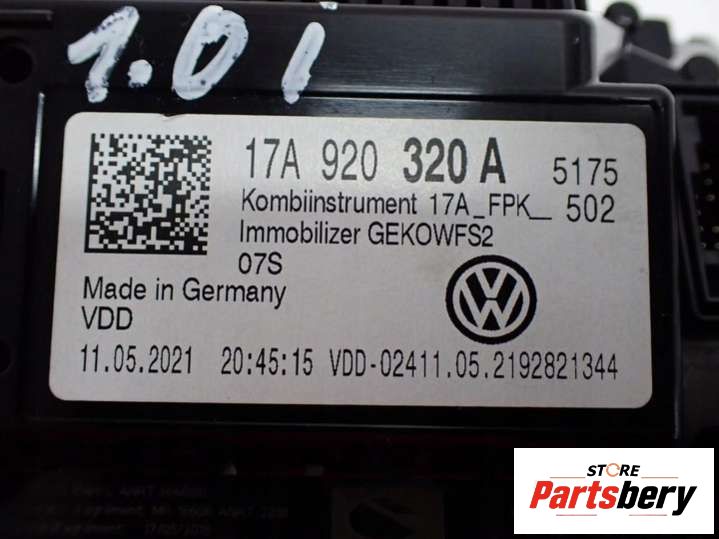 1.0i
17A 920 320 A 5175
Kombiinstrument 17A_FPK_ 502
Immobilizer GEKOWFS2
07S
Made in Germany
VDD
11.05.2021 20:45:15 VDD-02411.05.2192821344
STORE
Partsbery